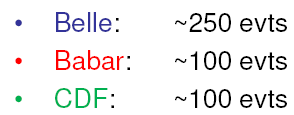 • Belle: ~250 evts
• Babar: ~100 evts
• CDF: ~100 evts